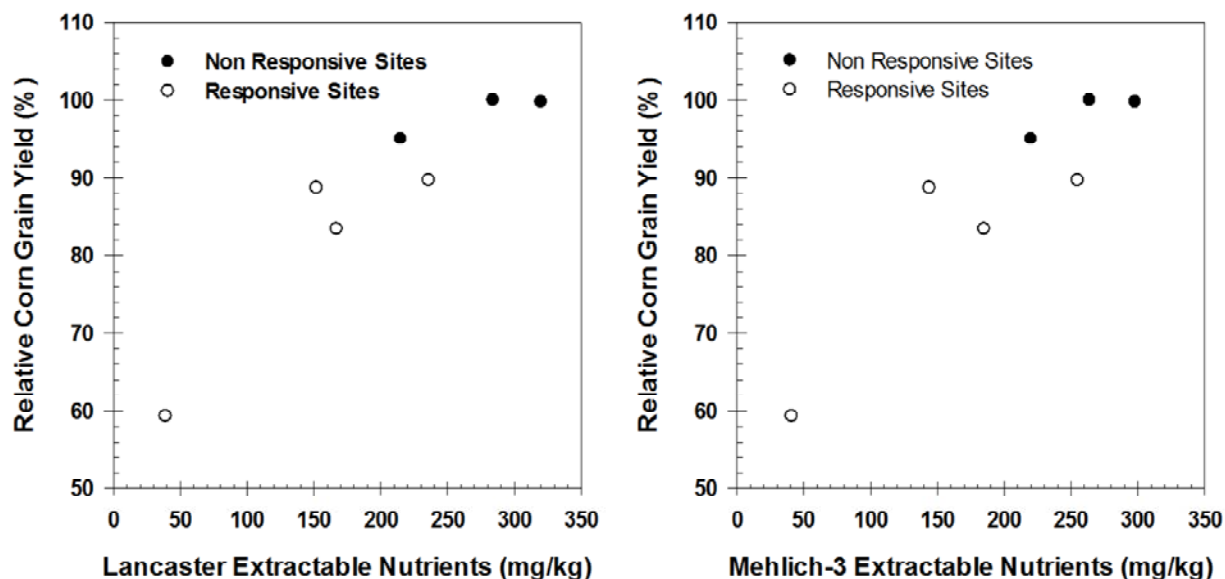 110
100
90
80
70
60
50
Relative Corn Grain Yield (%)
Non Responsive Sites
Responsive Sites
0 50 100 150 200 250 300 350
Lancaster Extractable Nutrients (mg/kg)
110
100
90
80
70
60
50
Relative Corn Grain Yield (%)
Non Responsive Sites
Responsive Sites
0 50 100 150 200 250 300 350
Mehlich-3 Extractable Nutrients (mg/kg)